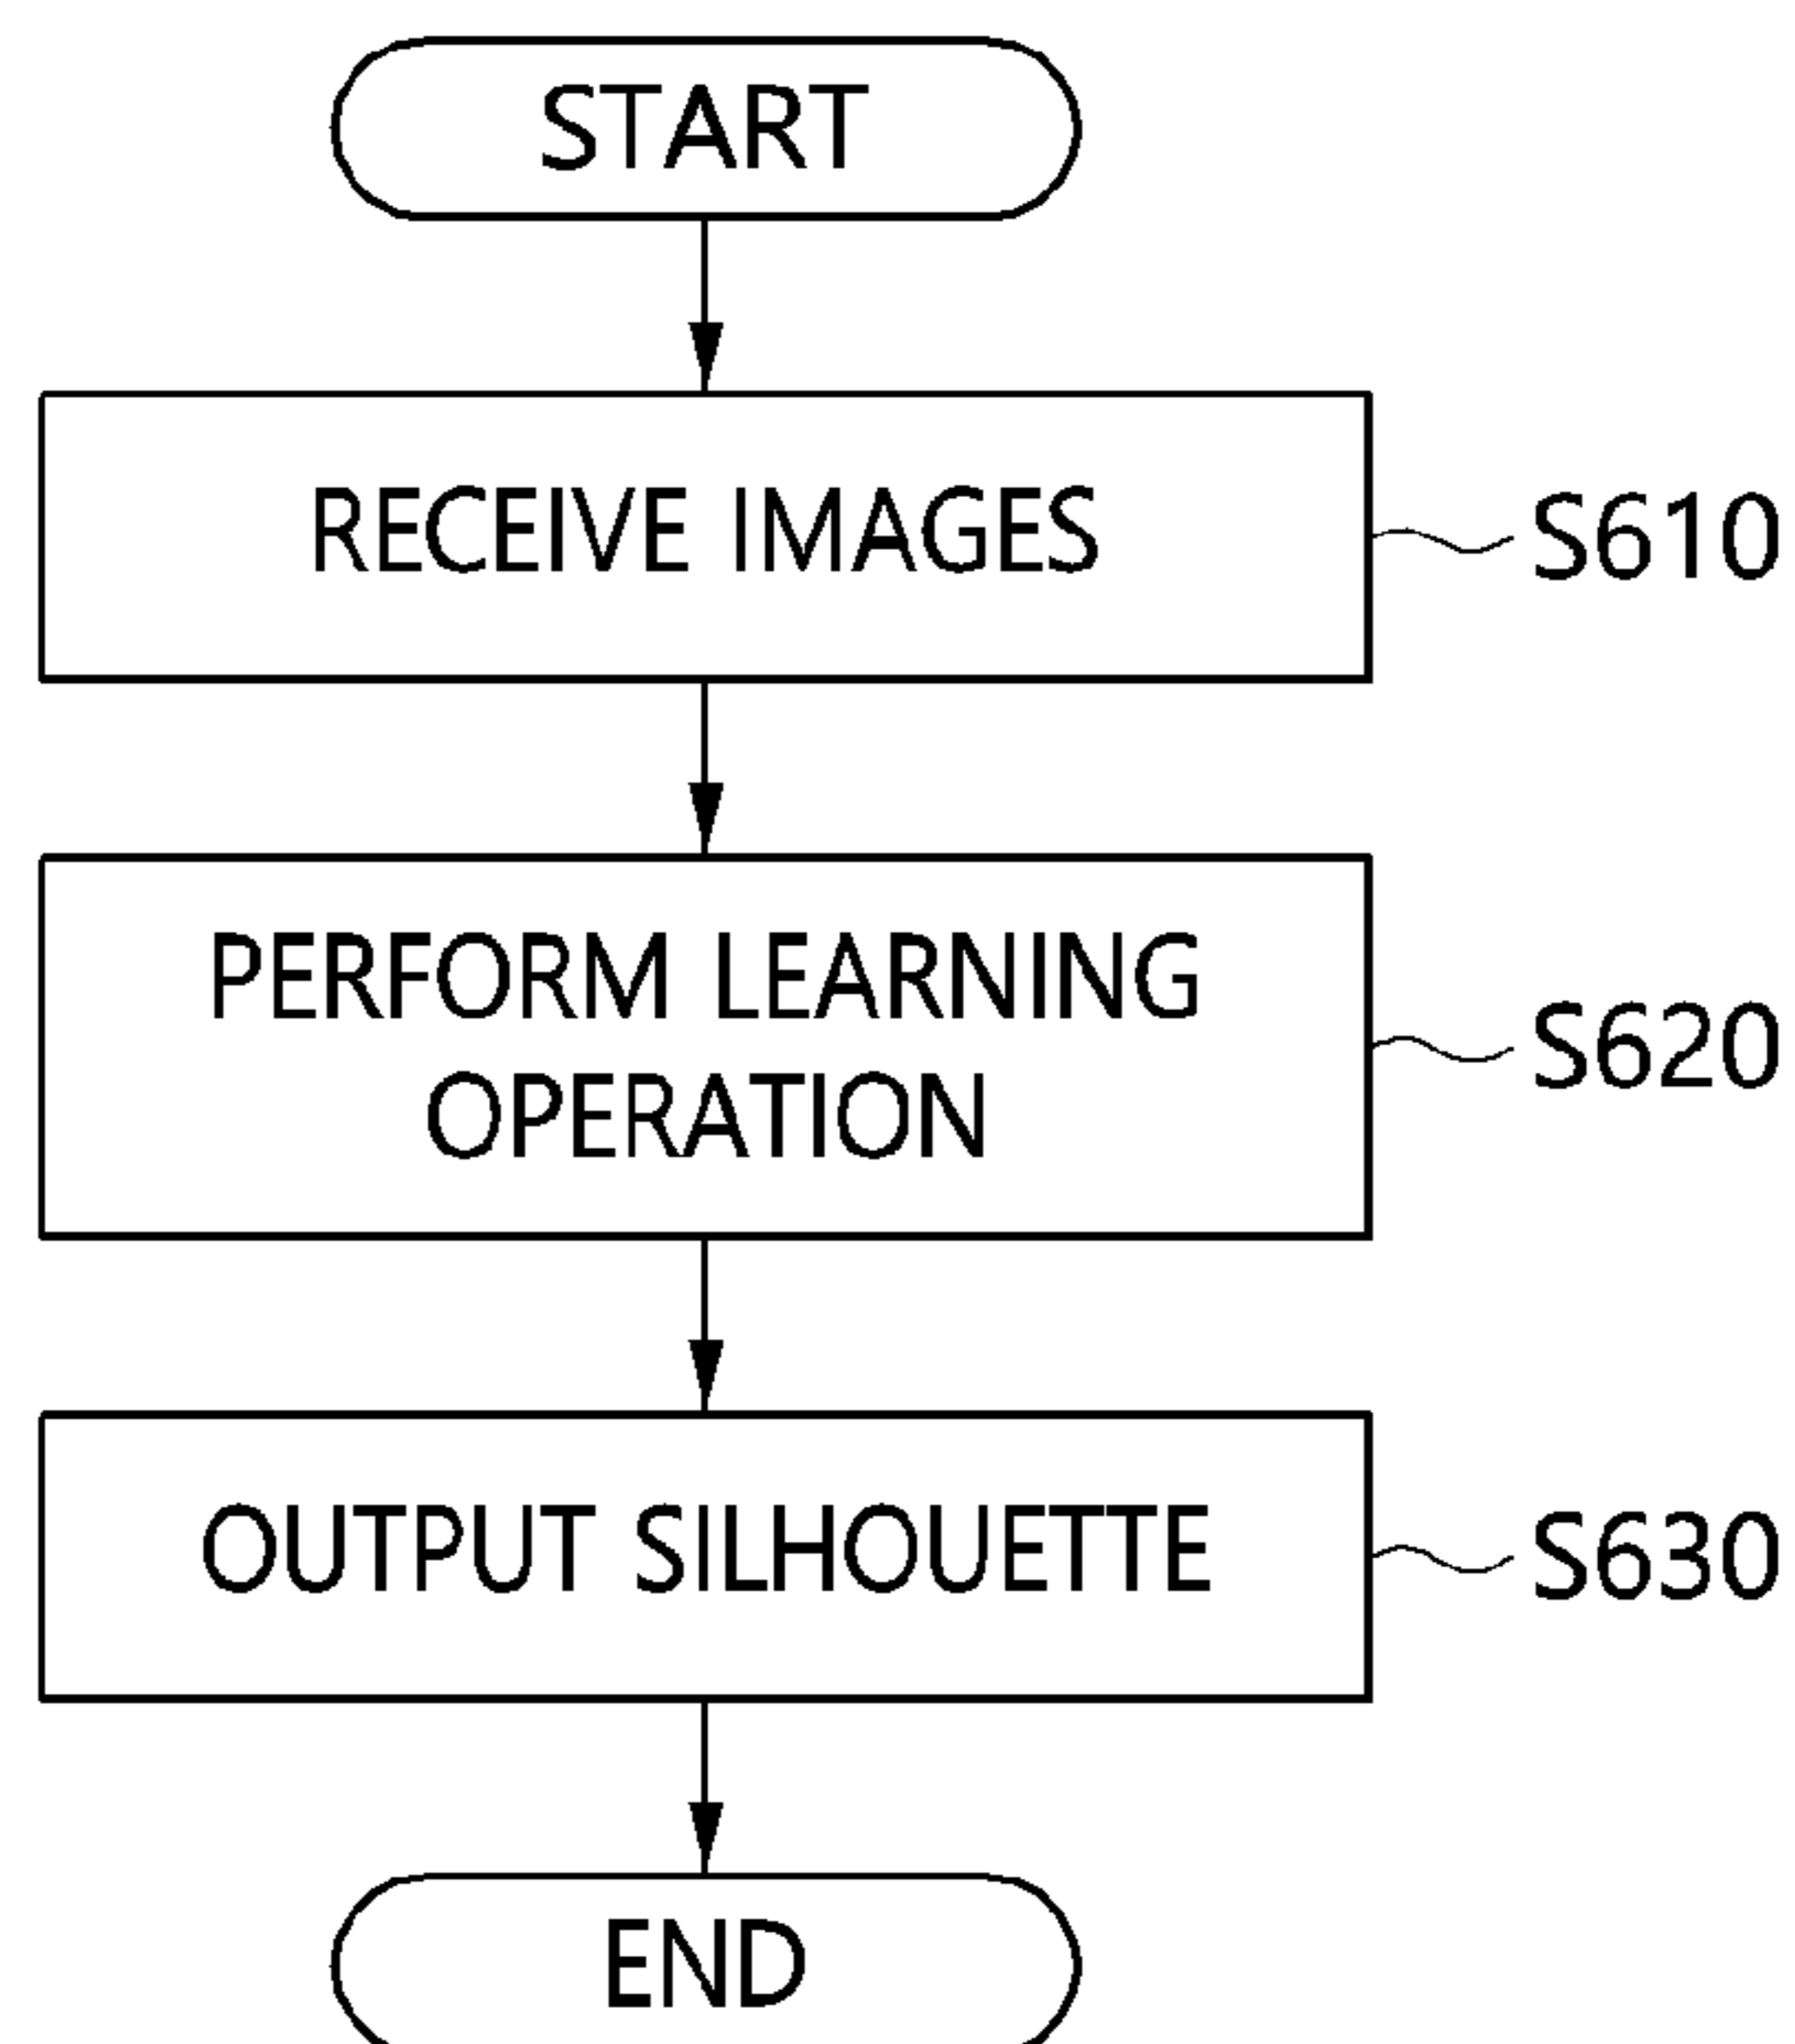 START
RECEIVE IMAGES
S610
PERFORM LEARNING
OPERATION
S620
OUTPUT SILHOUETTE
S630
END